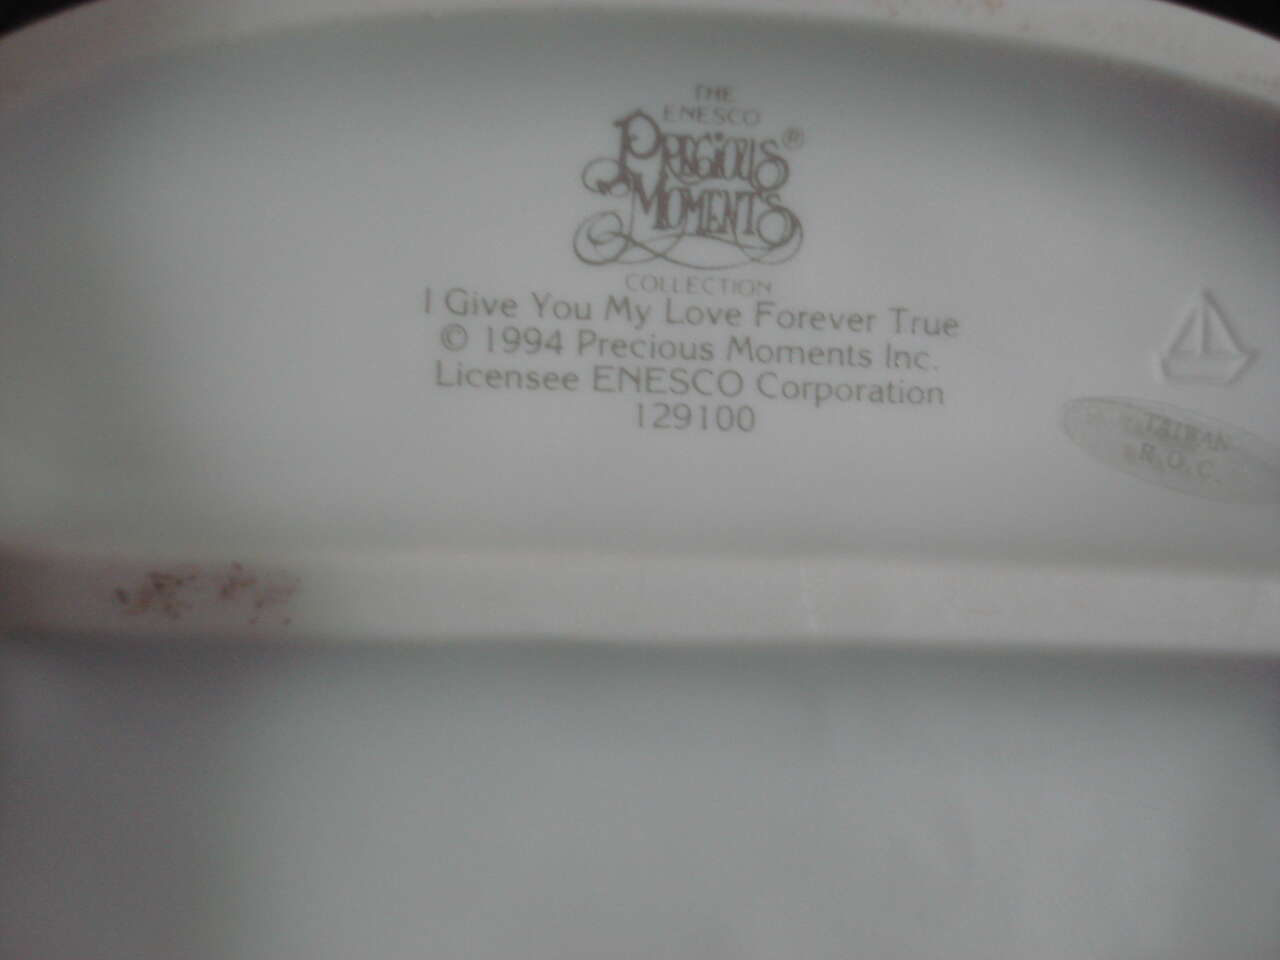 THE
ENESCO
PRECIOUS®
MOMENTS
COLLECTION
I Give You My Love Forever True
© 1994 Precious Moments Inc.
Licensee ENESCO Corporation
129100
TAIWAN
R.O.C.